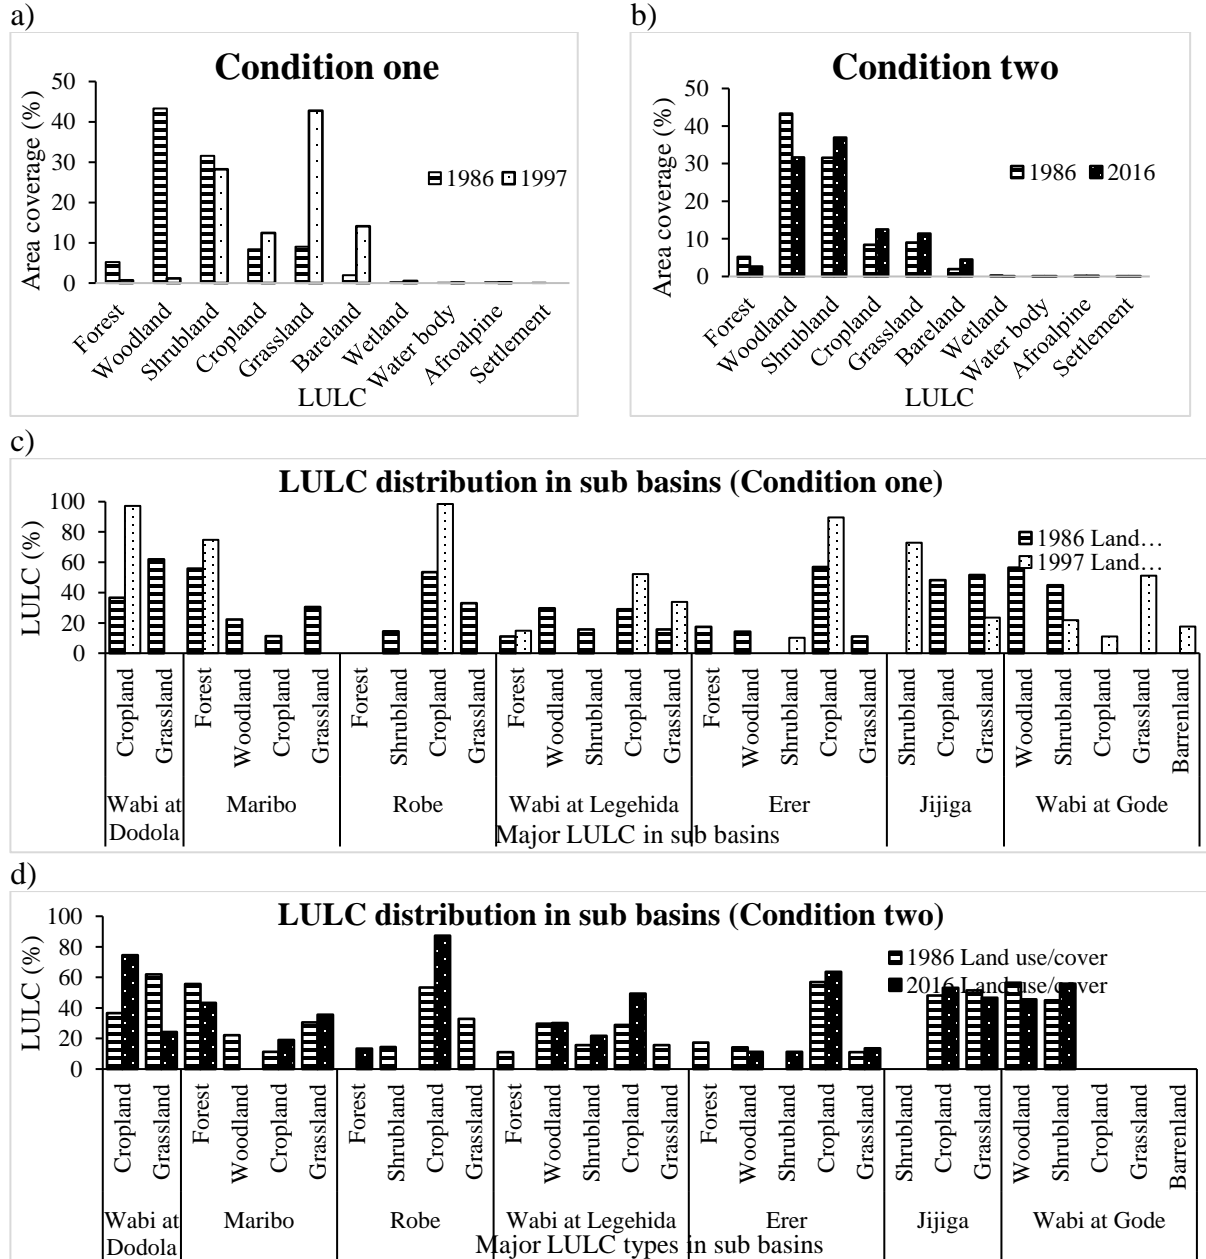 a)
Condition one
Area coverage (%)
50
40
30
20
10
0
1986 1997
Forest
Woodland
Shrubland
Cropland
Grassland
Bareland
Wetland
Water body
Afroalpine
Settlement
LULC
b)
Condition two
Area coverage (%)
50
40
30
20
10
0
1986 2016
Forest
Woodland
Shrubland
Cropland
Grassland
Bareland
Wetland
Water body
Afroalpine
Settlement
LULC
c)
LULC distribution in sub basins (Condition one)
LULC (%)
100
80
60
40
20
0
1986 Land…
1997 Land…
Cropland
Grassland
Forest
Woodland
Cropland
Grassland
Forest
Shrubland
Cropland
Grassland
Forest
Woodland
Shrubland
Cropland
Grassland
Forest
Woodland
Shrubland
Cropland
Grassland
Shrubland
Cropland
Grassland
Woodland
Shrubland
Cropland
Grassland
Barrenland
Wabi at
Dodola
Maribo
Robe
Wabi at Legehida
Erer
Jijiga
Wabi at Gode
Major LULC in sub basins
d)
LULC distribution in sub basins (Condition two)
LULC (%)
100
80
60
40
20
0
1986 Land use/cover
2016 Land use/cover
Cropland
Grassland
Forest
Woodland
Cropland
Grassland
Forest
Shrubland
Cropland
Grassland
Forest
Woodland
Shrubland
Cropland
Grassland
Forest
Woodland
Shrubland
Cropland
Grassland
Shrubland
Cropland
Grassland
Woodland
Shrubland
Cropland
Grassland
Barrenland
Wabi at
Dodola
Maribo
Robe
Wabi at Legehida
Erer
Jijiga
Wabi at Gode
Major LULC types in sub basins